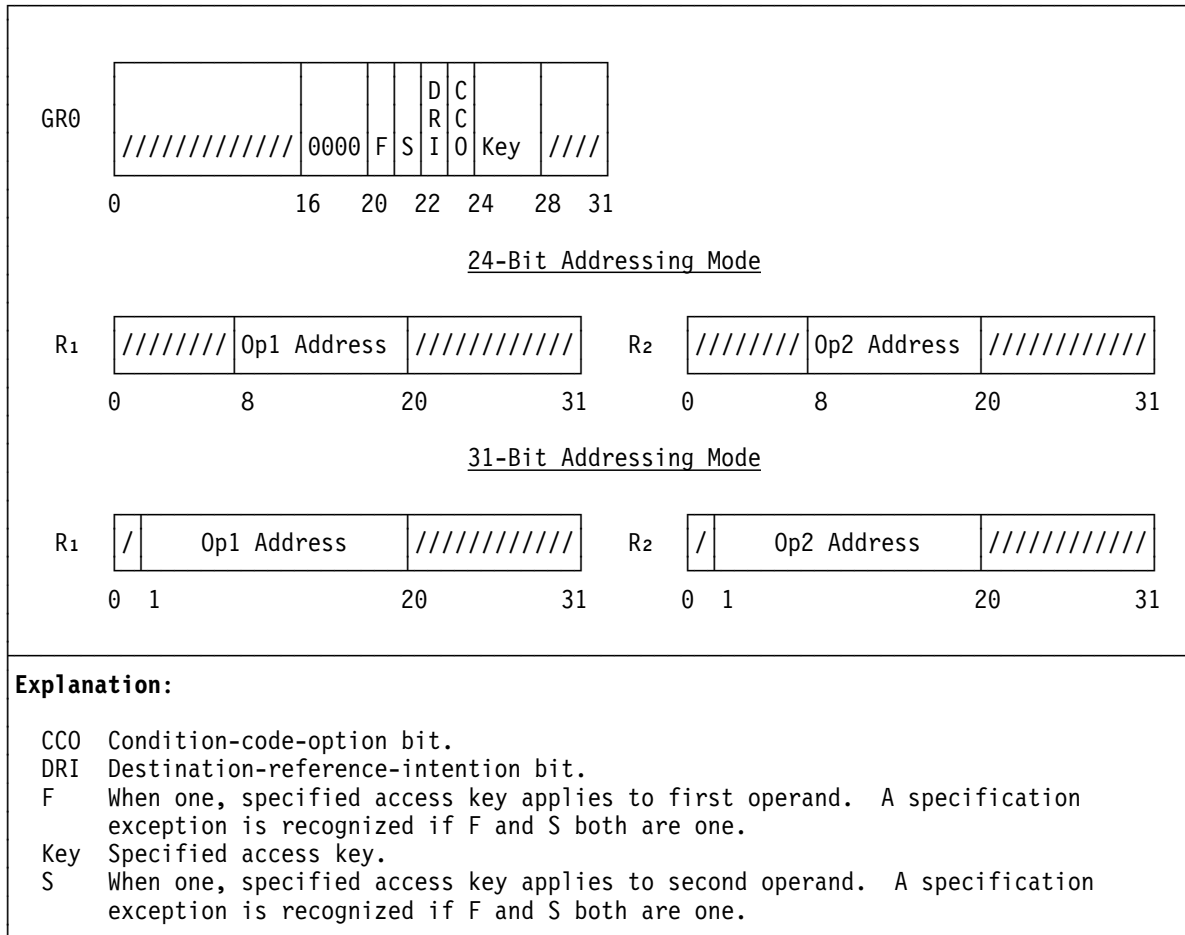 D C
R C
GR0
///////////// 0000 F S I O Key ////
0 16 20 22 24 28 31
24-Bit Addressing Mode
R₁ //////// Op1 Address //////////// R₂ //////// Op2 Address ////////////
0 8 20 31 0 8 20 31
31-Bit Addressing Mode
R₁ / Op1 Address //////////// R₂ / Op2 Address ////////////
0 1 20 31 0 1 20 31
Explanation:
CCO Condition-code-option bit.
DRI Destination-reference-intention bit.
F When one, specified access key applies to first operand. A specification
exception is recognized if F and S both are one.
Key Specified access key.
S When one, specified access key applies to second operand. A specification
exception is recognized if F and S both are one.